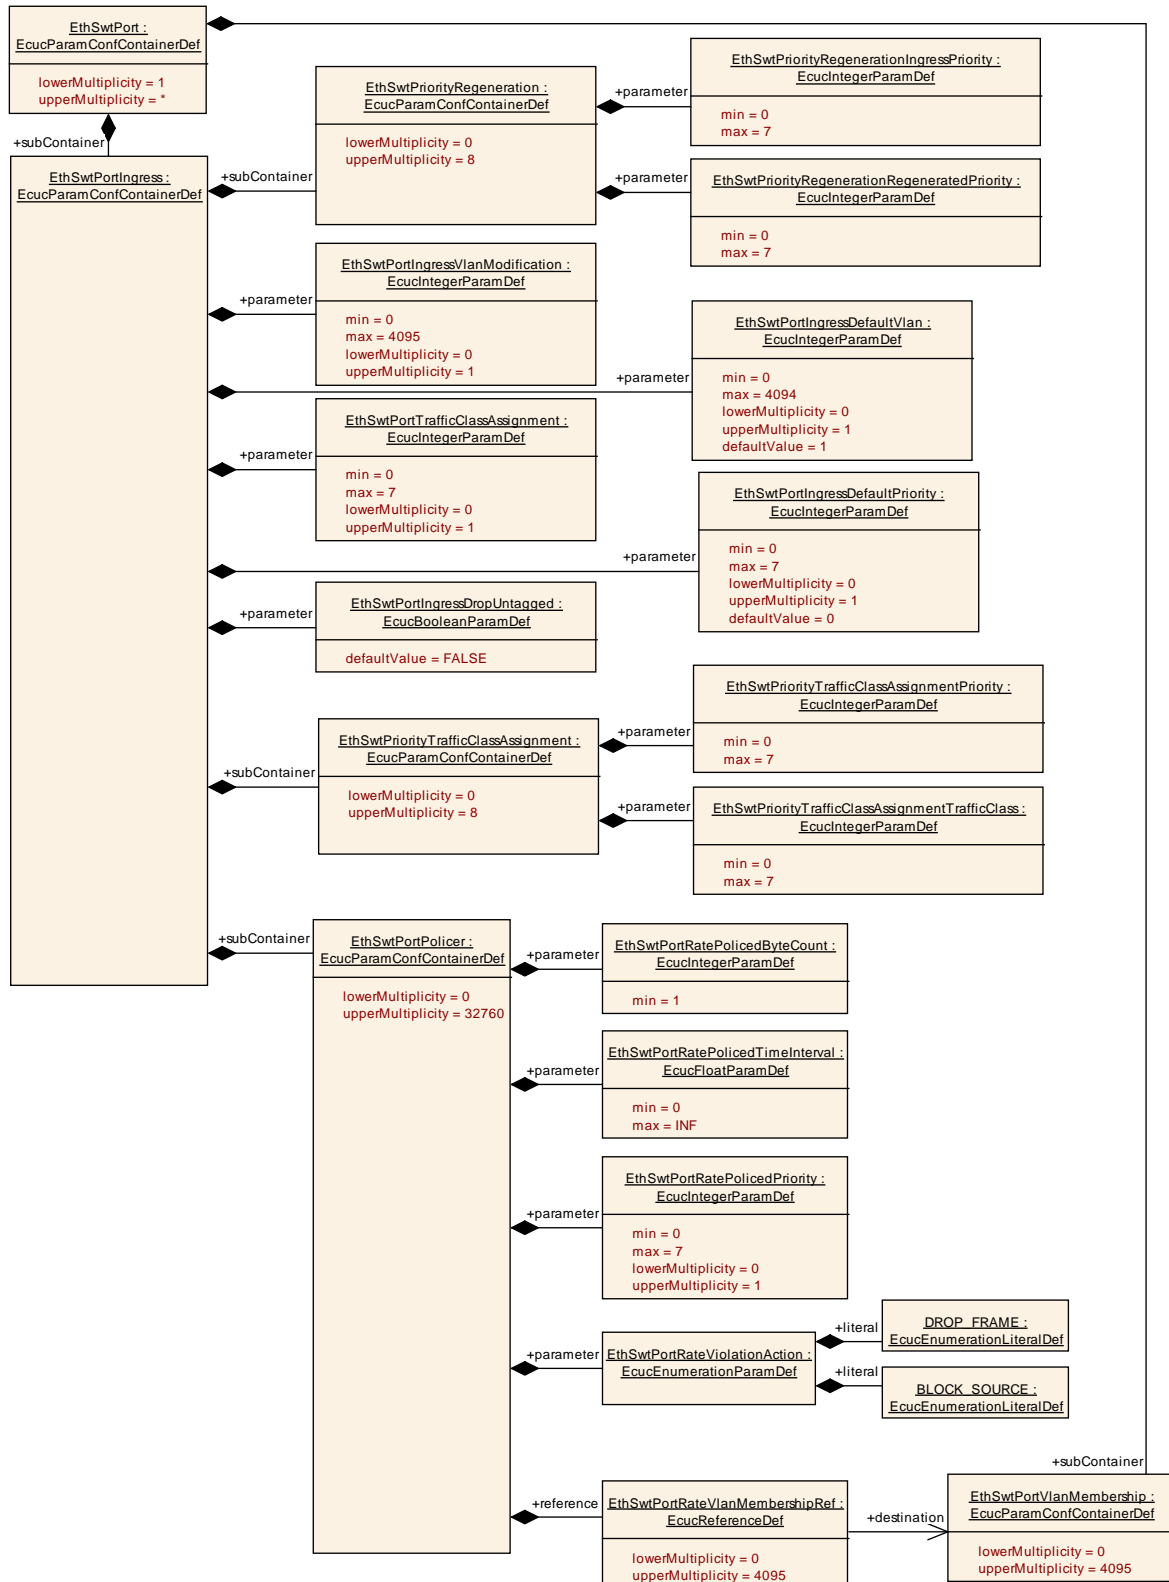 EthSwtPort :
EcucParamConfContainerDef
lowerMultiplicity = 1
upperMultiplicity = *
+subContainer
EthSwtPortIngress :
EcucParamConfContainerDef
+subContainer
EthSwtPriorityRegeneration :
EcucParamConfContainerDef
lowerMultiplicity = 0
upperMultiplicity = 8
+parameter
EthSwtPriorityRegenerationIngressPriority :
EcucIntegerParamDef
min = 0
max = 7
+parameter
EthSwtPriorityRegenerationRegeneratedPriority :
EcucIntegerParamDef
min = 0
max = 7
+parameter
EthSwtPortIngressVlanModification :
EcucIntegerParamDef
min = 0
max = 4095
lowerMultiplicity = 0
upperMultiplicity = 1
+parameter
EthSwtPortIngressDefaultVlan :
EcucIntegerParamDef
min = 0
max = 4094
lowerMultiplicity = 0
upperMultiplicity = 1
defaultValue = 1
+parameter
EthSwtPortTrafficClassAssignment :
EcucIntegerParamDef
min = 0
max = 7
lowerMultiplicity = 0
upperMultiplicity = 1
+parameter
EthSwtPortIngressDefaultPriority :
EcucIntegerParamDef
min = 0
max = 7
lowerMultiplicity = 0
upperMultiplicity = 1
defaultValue = 0
+parameter
EthSwtPortIngressDropUntagged :
EcucBooleanParamDef
defaultValue = FALSE
+subContainer
EthSwtPriorityTrafficClassAssignment :
EcucParamConfContainerDef
lowerMultiplicity = 0
upperMultiplicity = 8
+parameter
EthSwtPriorityTrafficClassAssignmentPriority :
EcucIntegerParamDef
min = 0
max = 7
+parameter
EthSwtPriorityTrafficClassAssignmentTrafficClass :
EcucIntegerParamDef
min = 0
max = 7
+subContainer
EthSwtPortPolicer :
EcucParamConfContainerDef
lowerMultiplicity = 0
upperMultiplicity = 32760
+parameter
EthSwtPortRatePolicedByteCount :
EcucIntegerParamDef
min = 1
+parameter
EthSwtPortRatePolicedTimeInterval :
EcucFloatParamDef
min = 0
max = INF
+parameter
EthSwtPortRatePolicedPriority :
EcucIntegerParamDef
min = 0
max = 7
lowerMultiplicity = 0
upperMultiplicity = 1
+parameter
EthSwtPortRateViolationAction :
EcucEnumerationParamDef
+literal
DROP_FRAME :
EcucEnumerationLiteralDef
+literal
BLOCK_SOURCE :
EcucEnumerationLiteralDef
+reference
EthSwtPortRateVlanMembershipRef :
EcucReferenceDef
lowerMultiplicity = 0
upperMultiplicity = 4095
+destination
+subContainer
EthSwtPortVlanMembership :
EcucParamConfContainerDef
lowerMultiplicity = 0
upperMultiplicity = 4095